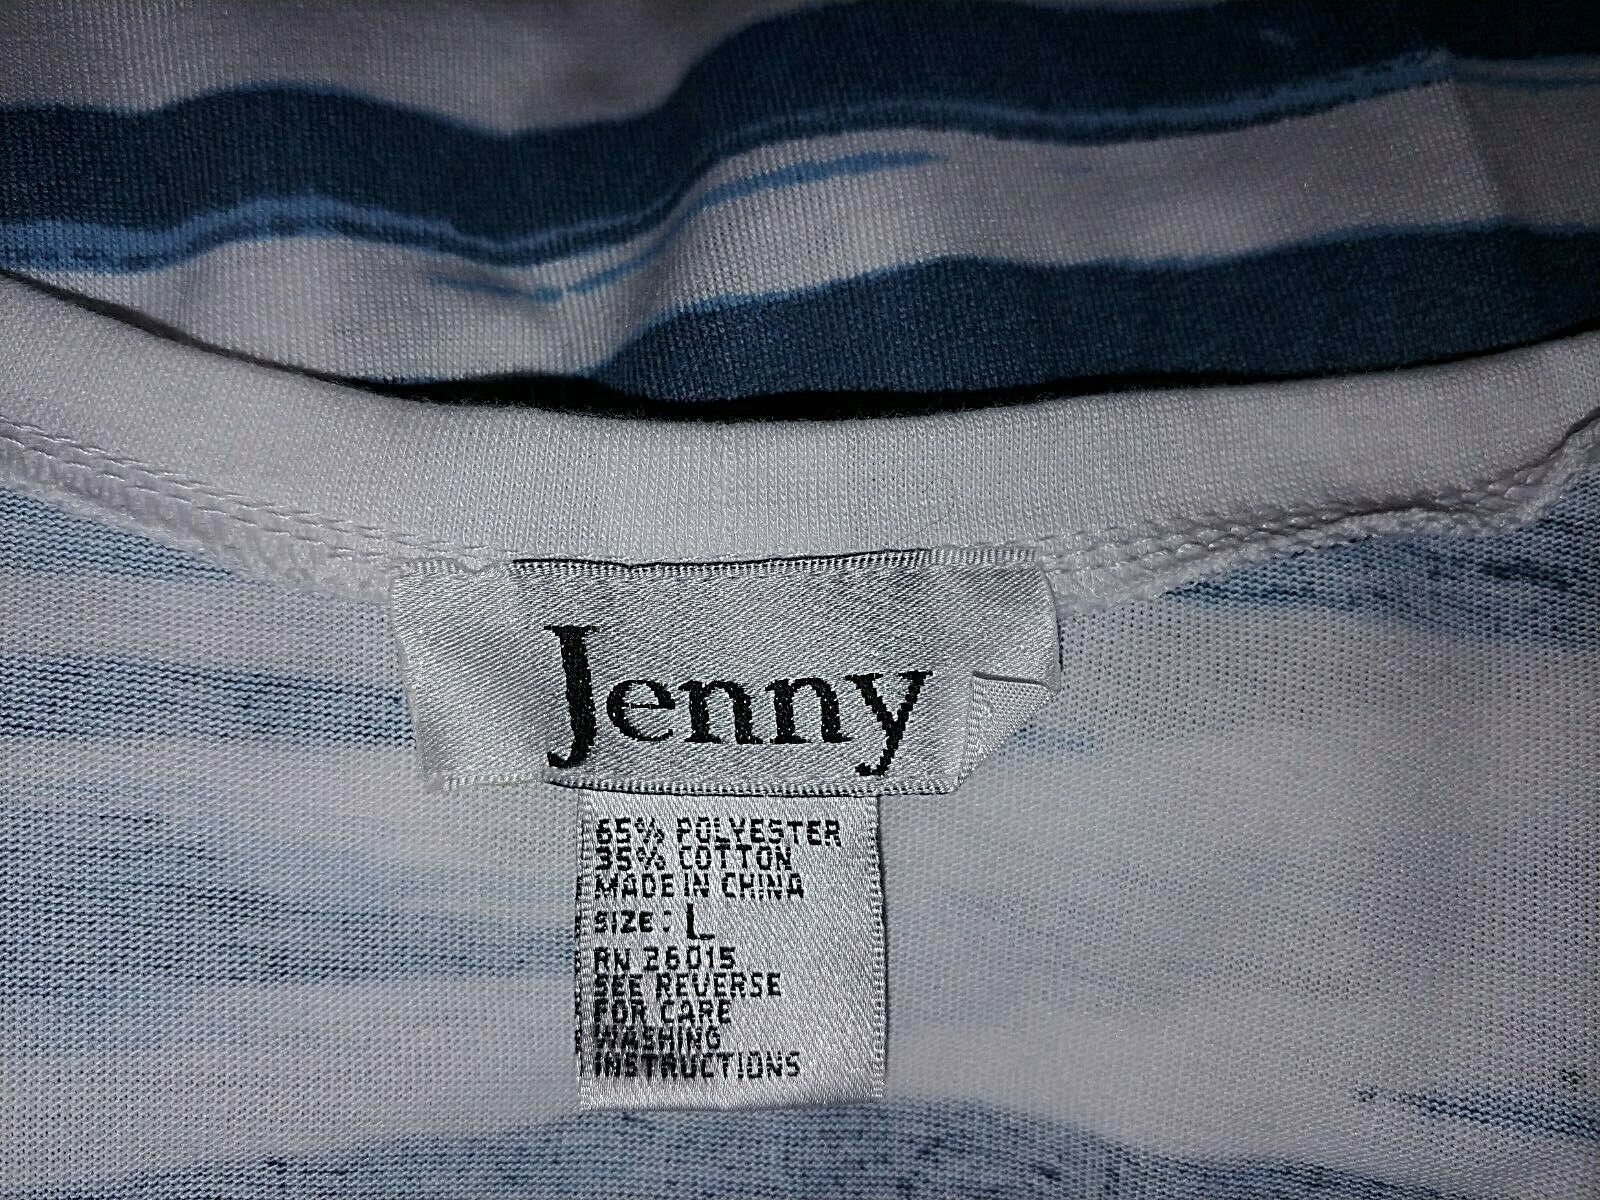 Jenny
65% POLYESTER
35% COTTON
MADE IN CHINA
SIZE: L
RN 26015
SEE REVERSE
FOR CARE
WASHING
INSTRUCTIONS